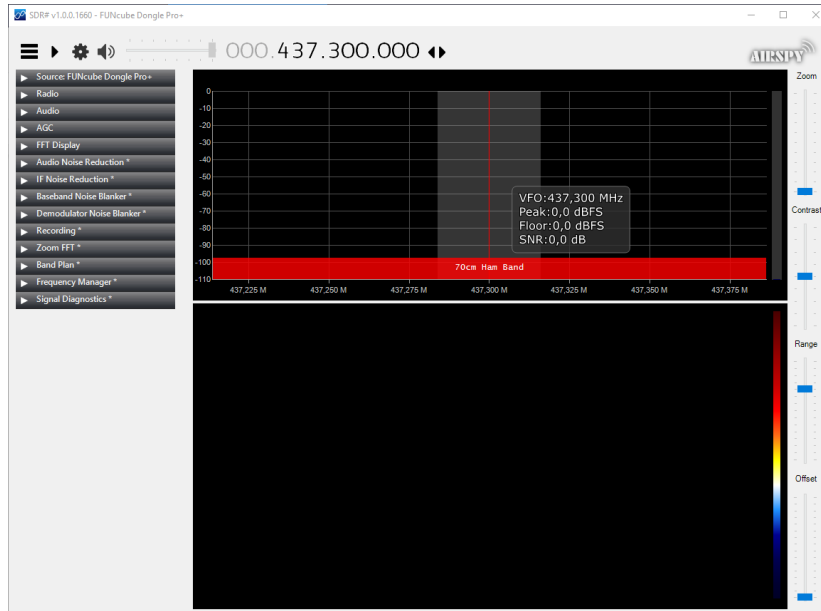 SDR# v1.0.0.1660 - FUNcube Dongle Pro+
000.437.300.000
AIRSPY
Source: FUNcube Dongle Pro+
Radio
Audio
AGC
FFT Display
Audio Noise Reduction *
IF Noise Reduction *
Baseband Noise Blanker *
Demodulator Noise Blanker *
Recording *
Zoom FFT *
Band Plan *
Frequency Manager *
Signal Diagnostics *
0
-10
-20
-30
-40
-50
-60
-70
-80
-90
-100
-110
VFO:437,300 MHz
Peak:0,0 dBFS
Floor:0,0 dBFS
SNR:0,0 dB
70cm Ham Band
437,225 M 437,250 M 437,275 M 437,300 M 437,325 M 437,350 M 437,375 M
Zoom
Contrast
Range
Offset